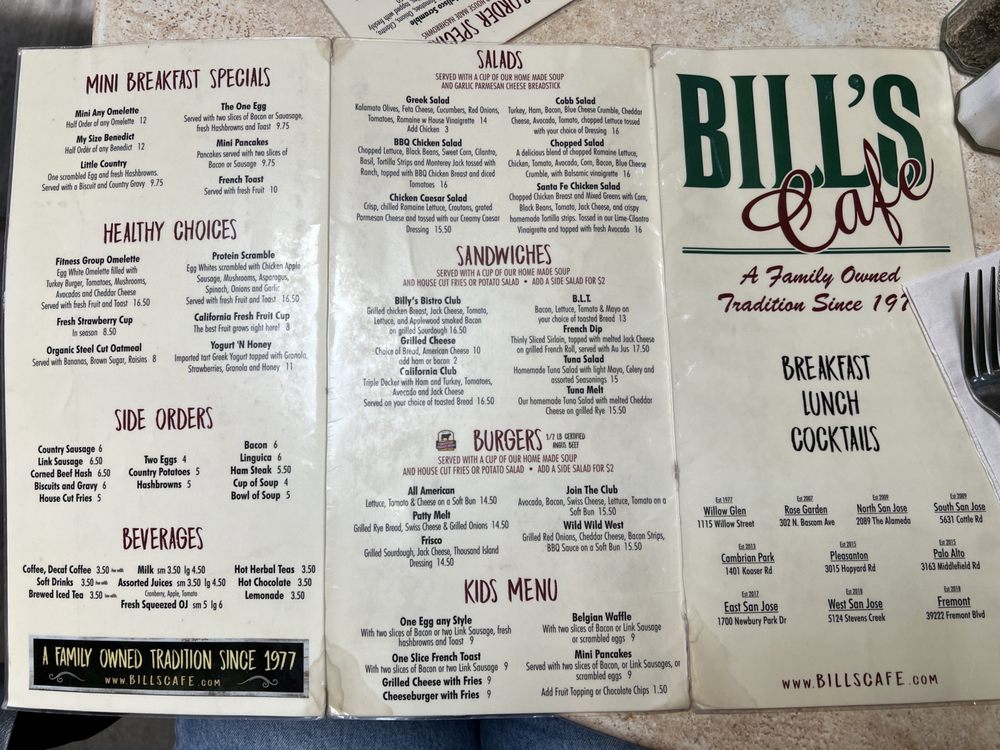 Jalisco Scramble
ORDER SPECIA
HOUSE MADE HASHBROWNS
MINI BREAKFAST SPECIALS
Mini Any Omelette
Half Order of any Omelette 12
My Size Benedict
Half Order of any Benedict 12
Little Country
One scrambled Egg and fresh Hashbrowns.
Served with a Biscuit and Country Gravy 9.75
The One Egg
Served with two slices of Bacon or Sauasage,
fresh Hashbrowns and Toast 9.75
Mini Pancakes
Pancakes served with two slices of
Bacon or Sausage 9.75
French Toast
Served with fresh Fruit 10
HEALTHY CHOICES
Fitness Group Omelette
Egg White Omelette filled with
Turkey Burger, Tomatoes, Mushrooms,
Avocados and Cheddar Cheese
Served with fresh Fruit and Toast 16.50
Fresh Strawberry Cup
In season 8.50
Organic Steel Cut Oatmeal
Served with Bananas, Brown Sugar, Raisins 8
Protein Scramble
Egg Whites scrambled with Chicken Apple
Sausage, Mushrooms, Asparagus,
Spinach, Onions and Garlic
Served with fresh Fruit and Toast 16.50
California Fresh Fruit Cup
The best Fruit grows right here! 8
Yogurt 'N Honey
Imported tart Greek Yogurt topped with Granola,
Strawberries, Granola and Honey 11
SIDE ORDERS
Country Sausage 6
Link Sausage 6.50
Corned Beef Hash 6.50
Biscuits and Gravy 6
House Cut Fries 5
Two Eggs 4
Country Potatoes 5
Hashbrowns 5
Bacon 6
Linguica 6
Ham Steak 5.50
Cup of Soup 4
Bowl of Soup 5
BEVERAGES
Coffee, Decaf Coffee 3.50
Soft Drinks 3.50
Brewed Iced Tea 3.50
Milk sm 3.50 lg 4.50
Assorted Juices sm 3.50 lg 4.50
Cranberry, Apple, Tomato
Fresh Squeezed OJ sm 5 lg 6
Hot Herbal Teas 3.50
Hot Chocolate 3.50
Lemonade 3.50
A FAMILY OWNED TRADITION SINCE 1977
WWW.BILLSCAFE.COM
SALADS
SERVED WITH A CUP OF OUR HOME MADE SOUP
AND GARLIC PARMESAN CHEESE BREADSTICK
Greek Salad
Kalamata Olives, Feta Cheese, Cucumbers, Red Onions,
Tomatoes, Romaine w House Vinaigrette 14
Add Chicken 3
BBQ Chicken Salad
Chopped Lettuce, Black Beans, Sweet Corn, Cilantro,
Basil, Tortilla Strips and Monterey Jack tossed with
Ranch, topped with BBQ Chicken Breast and diced
Tomatoes 16
Chicken Caesar Salad
Crisp, chilled Romaine Lettuce, Croutons, grated
Parmesan Cheese and tossed with our Creamy Caesar
Dressing 15.50
Cobb Salad
Turkey, Ham, Bacon, Blue Cheese Crumble, Cheddar
Cheese, Avocado, Tomato, chopped Lettuce tossed
with your choice of Dressing 16
Chopped Salad
A delicious blend of chopped Romaine Lettuce,
Chicken, Tomato, Avocado, Corn, Bacon, Blue Cheese
Crumble, with Balsamic vinaigrette 16
Santa Fe Chicken Salad
Chopped Chicken Breast and Mixed Greens with Corn,
Black Beans, Tomato, Jack Cheese, and crispy
homemade Tortilla strips. Tossed in our Lime-Cilantro
Vinaigrette and topped with fresh Avocado 16
SANDWICHES
SERVED WITH A CUP OF OUR HOME MADE SOUP
AND HOUSE CUT FRIES OR POTATO SALAD • ADD A SIDE SALAD FOR $2
Billy's Bistro Club
Grilled chicken Breast, Jack Cheese, Tomato,
Lettuce, and Applewood smoked Bacon
on grilled Sourdough 16.50
Grilled Cheese
Choice of Bread, American Cheese 10
add ham or bacon 2
California Club
Triple Decker with Ham and Turkey, Tomatoes,
Avocado and Jack Cheese
Served on your choice of toasted Bread 16.50
B.L.T.
Bacon, Lettuce, Tomato & Mayo on
your choice of toasted Bread 13
French Dip
Thinly Sliced Sirloin, topped with melted Jack Cheese
on grilled French Roll, served with Au Jus 17.50
Tuna Salad
Homemade Tuna Salad with light Mayo, Celery and
assorted Seasonings 15
Tuna Melt
Our homemade Tuna Salad with melted Cheddar
Cheese on grilled Rye 15.50
BURGERS 1/2 LB CERTIFIED
ANGUS BEEF
SERVED WITH A CUP OF OUR HOME MADE SOUP
AND HOUSE CUT FRIES OR POTATO SALAD • ADD A SIDE SALAD FOR $2
All American
Lettuce, Tomato & Cheese on a Soft Bun 14.50
Patty Melt
Grilled Rye Bread, Swiss Cheese & Grilled Onions 14.50
Frisco
Grilled Sourdough, Jack Cheese, Thousand Island
Dressing 14.50
Join The Club
Avocado, Bacon, Swiss Cheese, Lettuce, Tomato on a
Soft Bun 15.50
Wild Wild West
Grilled Red Onions, Cheddar Cheese, Bacon Strips,
BBQ Sauce on a Soft Bun 15.50
KIDS MENU
One Egg any Style
With two slices of Bacon or two Link Sausage, fresh
hashbrowns and Toast 9
One Slice French Toast
With two slices of Bacon or two Link Sausage 9
Grilled Cheese with Fries 9
Cheeseburger with Fries 9
Belgian Waffle
With two slices of Bacon or Link Sausage
or scrambled eggs 9
Mini Pancakes
Served with two slices of Bacon, or Link Sausages, or
scrambled eggs 9
Add Fruit Topping or Chocolate Chips 1.50
BILL'S
Cafe
A Family Owned
Tradition Since 197
BREAKFAST
LUNCH
COCKTAILS
Est 1977
Willow Glen
1115 Willow Street
Est 2007
Rose Garden
302 N. Bascom Ave
Est 2009
North San Jose
2089 The Alameda
Est 2009
South San Jose
5631 Cottle Rd
Est 2013
Cambrian Park
1401 Kooser Rd
Est 2015
Pleasanton
3015 Hopyard Rd
Est 2015
Palo Alto
3163 Middlefield Rd
Est 2017
East San Jose
1700 Newbury Park Dr
Est 2018
West San Jose
5124 Stevens Creek
Est 2018
Fremont
39222 Fremont Blvd
WWW.BILLSCAFE.COM